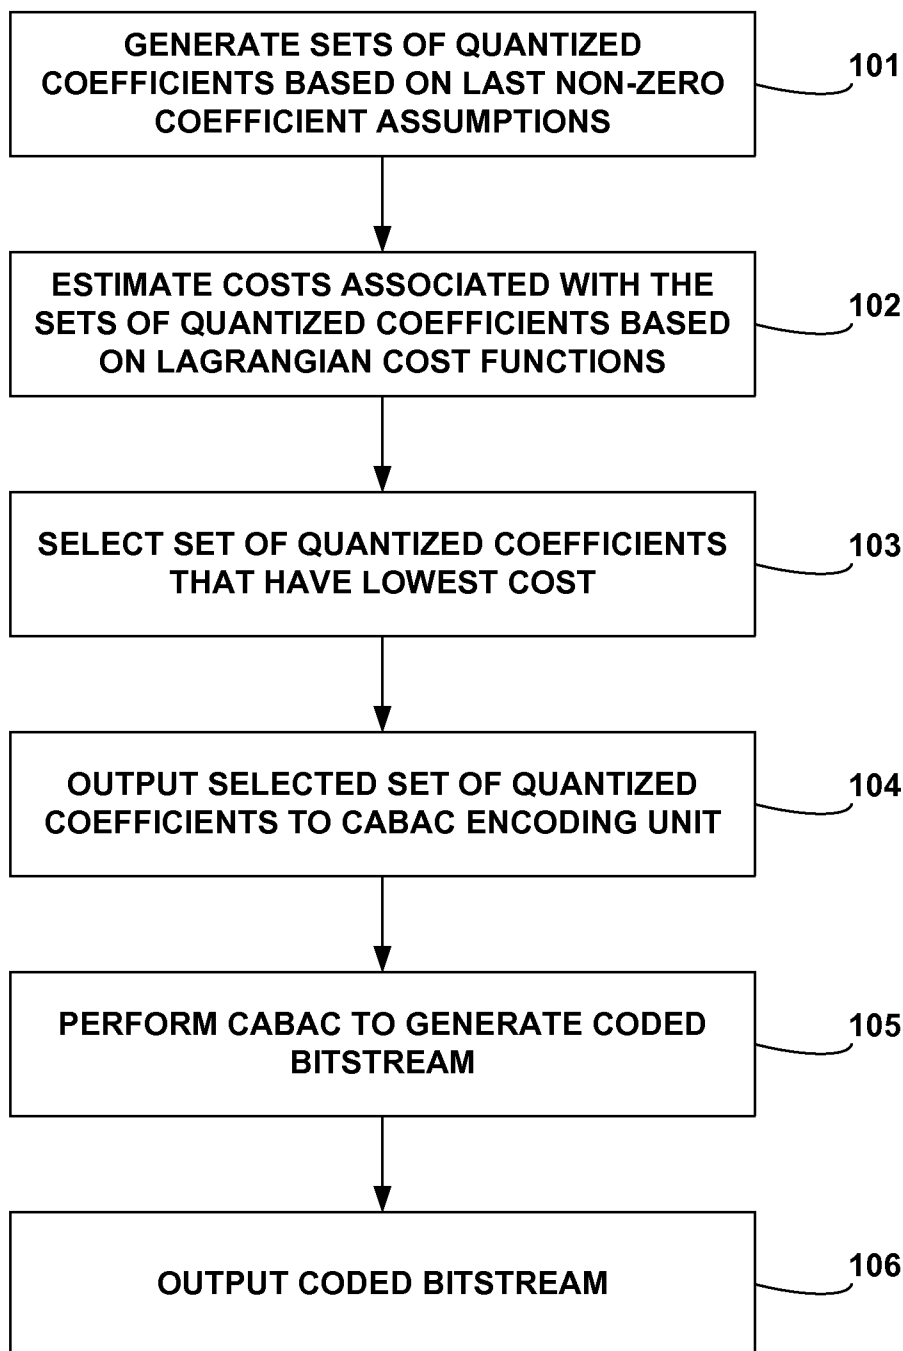 GENERATE SETS OF QUANTIZED
COEFFICIENTS BASED ON LAST NON-ZERO
COEFFICIENT ASSUMPTIONS
101
ESTIMATE COSTS ASSOCIATED WITH THE
SETS OF QUANTIZED COEFFICIENTS BASED
ON LAGRANGIAN COST FUNCTIONS
102
SELECT SET OF QUANTIZED COEFFICIENTS
THAT HAVE LOWEST COST
103
OUTPUT SELECTED SET OF QUANTIZED
COEFFICIENTS TO CABAC ENCODING UNIT
104
PERFORM CABAC TO GENERATE CODED
BITSTREAM
105
OUTPUT CODED BITSTREAM
106